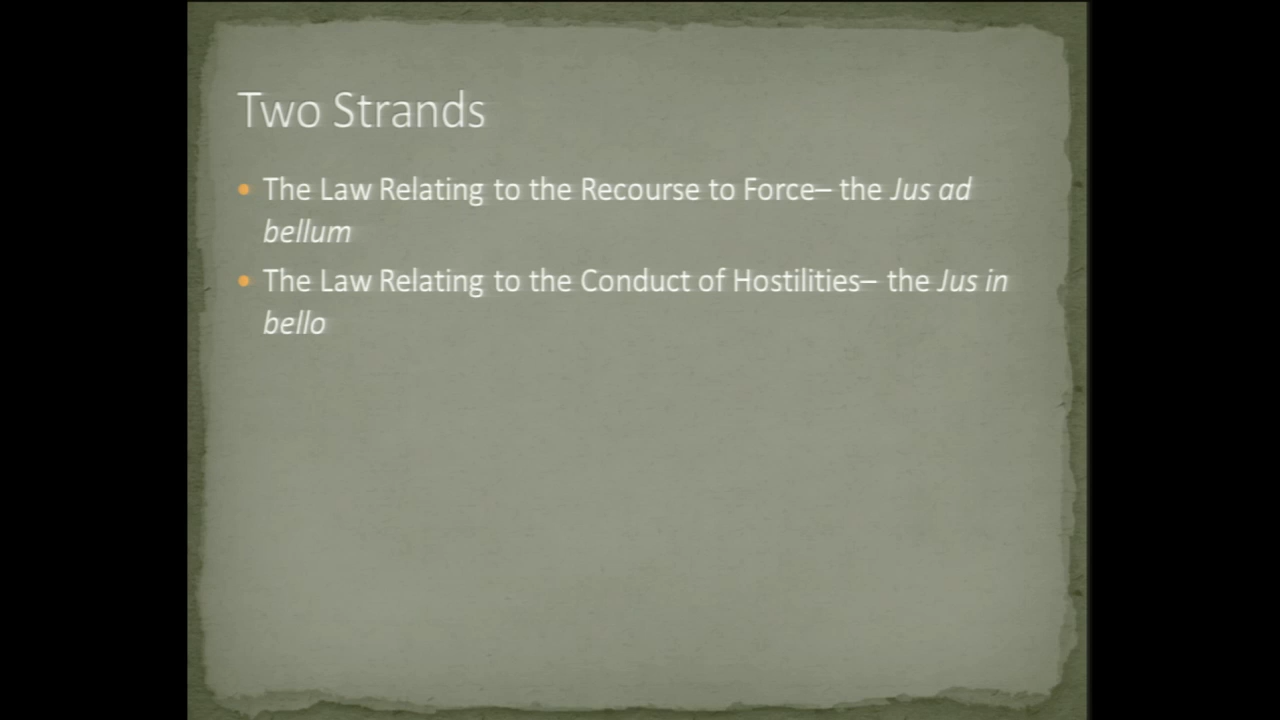 Two Strands
• The Law Relating to the Recourse to Force– the Jus ad
bellum
• The Law Relating to the Conduct of Hostilities– the Jus in
bello